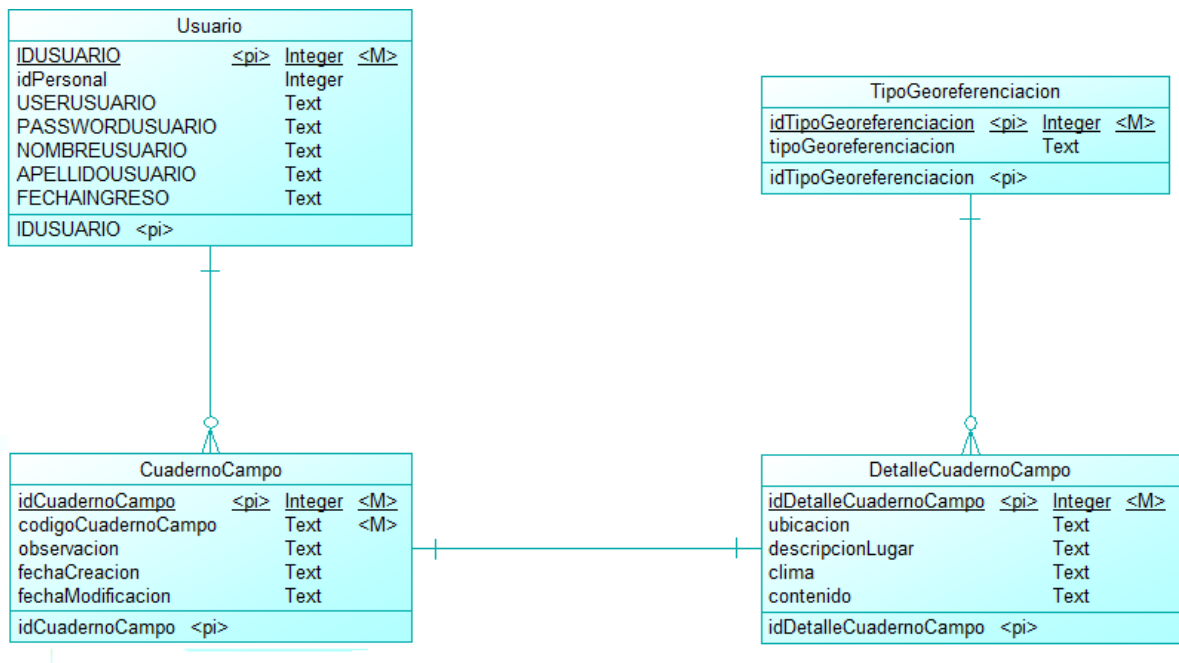 Usuario
IDUSUARIO <pi> Integer <M>
idPersonal Integer
USERUSUARIO Text
PASSWORDUSUARIO Text
NOMBREUSUARIO Text
APELLIDOUSUARIO Text
FECHAINGRESO Text
IDUSUARIO <pi>
TipoGeoreferenciacion
idTipoGeoreferenciacion <pi> Integer <M>
tipoGeoreferenciacion Text
idTipoGeoreferenciacion <pi>
CuadernoCampo
idCuadernoCampo <pi> Integer <M>
codigoCuadernoCampo Text <M>
observacion Text
fechaCreacion Text
fechaModificacion Text
idCuadernoCampo <pi>
DetalleCuadernoCampo
idDetalleCuadernoCampo <pi> Integer <M>
ubicacion Text
descripcionLugar Text
clima Text
contenido Text
idDetalleCuadernoCampo <pi>